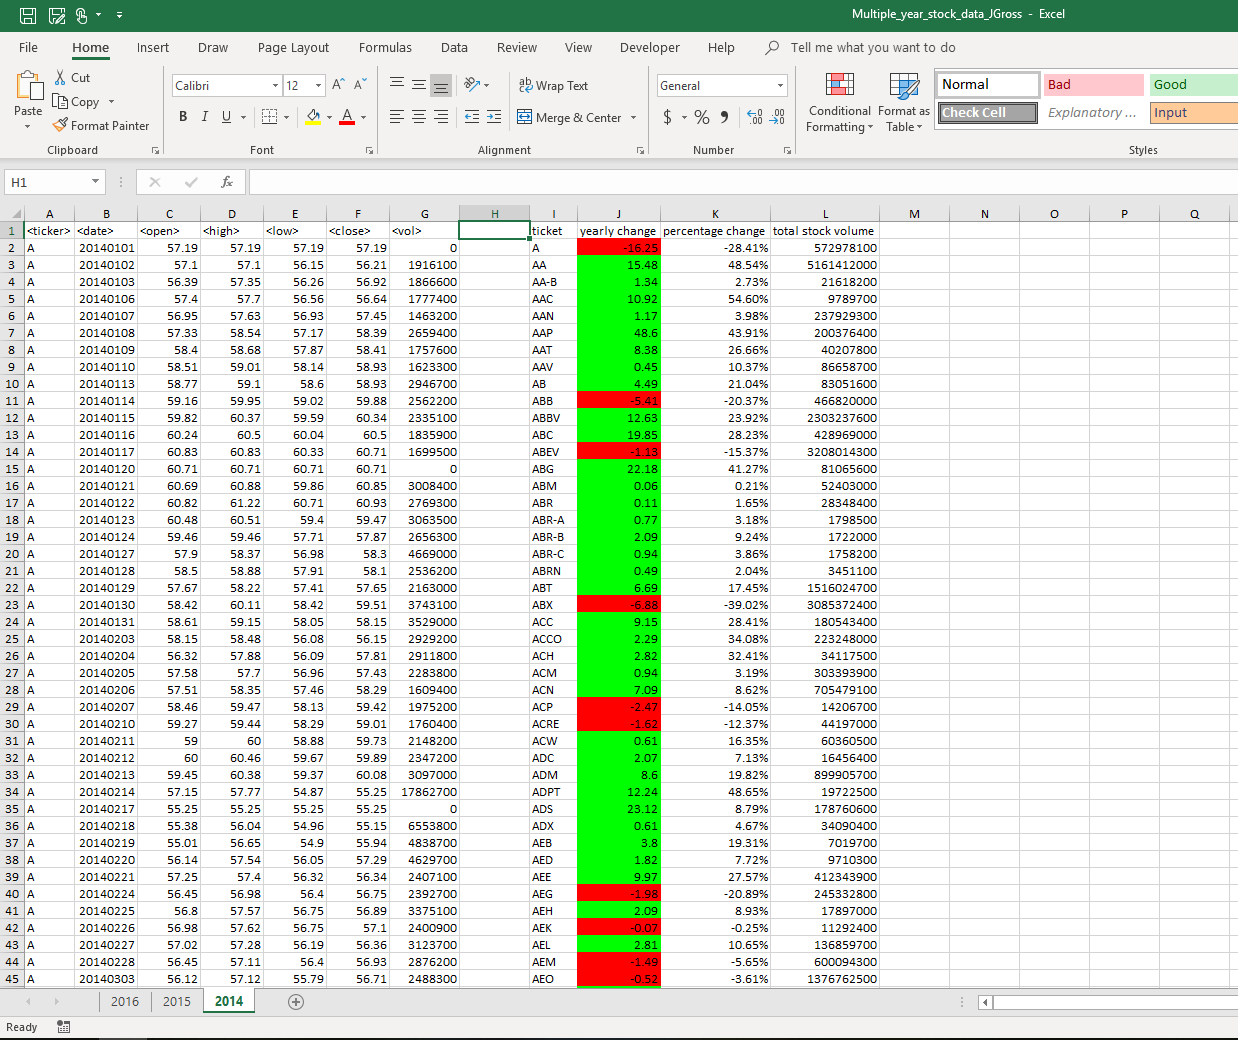 Multiple_year_stock_data_JGross - Excel
File Home Insert Draw Page Layout Formulas Data Review View Developer Help Tell me what you want to do
Paste Cut Copy Format Painter Clipboard
Calibri 12 A A B I U A Font
ab Wrap Text Merge & Center Alignment
General $ % Number
Conditional Formatting Format as Table
Normal Bad Good
Check Cell Explanatory ... Input
Styles
H1 fx
A B C D E F G H I J K L M N O P Q
1 <ticker> <date> <open> <high> <low> <close> <vol> ticket yearly change percentage change total stock volume
2 A 20140101 57.19 57.19 57.19 57.19 0 A -16.25 -28.41% 572978100
3 A 20140102 57.1 57.1 56.15 56.21 1916100 AA 15.48 48.54% 5161412000
4 A 20140103 56.39 57.35 56.26 56.92 1866600 AA-B 1.34 2.73% 21618200
5 A 20140106 57.4 57.7 56.56 56.64 1777400 AAC 10.92 54.60% 9789700
6 A 20140107 56.95 57.63 56.93 57.45 1463200 AAN 1.17 3.98% 237929300
7 A 20140108 57.33 58.54 57.17 58.39 2659400 AAP 48.6 43.91% 200376400
8 A 20140109 58.4 58.68 57.87 58.41 1757600 AAT 8.38 26.66% 40207800
9 A 20140110 58.51 59.01 58.14 58.93 1623300 AAV 0.45 10.37% 86658700
10 A 20140113 58.77 59.1 58.6 58.93 2946700 AB 4.49 21.04% 83051600
11 A 20140114 59.16 59.95 59.02 59.88 2562200 ABB -5.41 -20.37% 466820000
12 A 20140115 59.82 60.37 59.59 60.34 2335100 ABBV 12.63 23.92% 2303237600
13 A 20140116 60.24 60.5 60.04 60.5 1835900 ABC 19.85 28.23% 428969000
14 A 20140117 60.83 60.83 60.33 60.71 1699500 ABEV -1.13 -15.37% 3208014300
15 A 20140120 60.71 60.71 60.71 60.71 0 ABG 22.18 41.27% 81065600
16 A 20140121 60.69 60.88 59.86 60.85 3008400 ABM 0.06 0.21% 52403000
17 A 20140122 60.82 61.22 60.71 60.93 2769300 ABR 0.11 1.65% 28348400
18 A 20140123 60.48 60.51 59.4 59.47 3063500 ABR-A 0.77 3.18% 1798500
19 A 20140124 59.46 59.46 57.71 57.87 2656300 ABR-B 2.09 9.24% 1722000
20 A 20140127 57.9 58.37 56.98 58.3 4669000 ABR-C 0.94 3.86% 1758200
21 A 20140128 58.5 58.88 57.91 58.1 2536200 ABRN 0.49 2.04% 3451100
22 A 20140129 57.67 58.22 57.41 57.65 2163000 ABT 6.69 17.45% 1516024700
23 A 20140130 58.42 60.11 58.42 59.51 3743100 ABX -6.88 -39.02% 3085372400
24 A 20140131 58.61 59.15 58.05 58.15 3529000 ACC 9.15 28.41% 180543400
25 A 20140203 58.15 58.48 56.08 56.15 2929200 ACCO 2.29 34.08% 223248000
26 A 20140204 56.32 57.88 56.09 57.81 2911800 ACH 2.82 32.41% 34117500
27 A 20140205 57.58 57.7 56.96 57.43 2283800 ACM 0.94 3.19% 303393900
28 A 20140206 57.51 58.35 57.46 58.29 1609400 ACN 7.09 8.62% 705479100
29 A 20140207 58.46 59.47 58.13 59.42 1975200 ACP -2.47 -14.05% 14206700
30 A 20140210 59.27 59.44 58.29 59.01 1760400 ACRE -1.62 -12.37% 44197000
31 A 20140211 59 60 58.88 59.73 2148200 ACW 0.61 16.35% 60360500
32 A 20140212 60 60.46 59.67 59.89 2347200 ADC 2.07 7.13% 16456400
33 A 20140213 59.45 60.38 59.37 60.08 3097000 ADM 8.6 19.82% 899905700
34 A 20140214 57.15 57.77 54.87 55.25 17862700 ADPT 12.24 48.65% 19722500
35 A 20140217 55.25 55.25 55.25 55.25 0 ADS 23.12 8.79% 178760600
36 A 20140218 55.38 56.04 54.96 55.15 6553800 ADX 0.61 4.67% 34090400
37 A 20140219 55.01 56.65 54.9 55.94 4838700 AEB 3.8 19.31% 7019700
38 A 20140220 56.14 57.54 56.05 57.29 4629700 AED 1.82 7.72% 9710300
39 A 20140221 57.25 57.4 56.32 56.34 2407100 AEE 9.97 27.57% 412343900
40 A 20140224 56.45 56.98 56.4 56.75 2392700 AEG -1.98 -20.89% 245332800
41 A 20140225 56.8 57.57 56.75 56.89 3375100 AEH 2.09 8.93% 17897000
42 A 20140226 56.98 57.62 56.75 57.1 2400900 AEK -0.07 -0.25% 11292400
43 A 20140227 57.02 57.28 56.19 56.36 3123700 AEL 2.81 10.65% 136859700
44 A 20140228 56.45 57.11 56.4 56.93 2876200 AEM -1.49 -5.65% 600094300
45 A 20140303 56.12 57.12 55.79 56.71 2488300 AEO -0.52 -3.61% 1376762500
2016 2015 2014
Ready